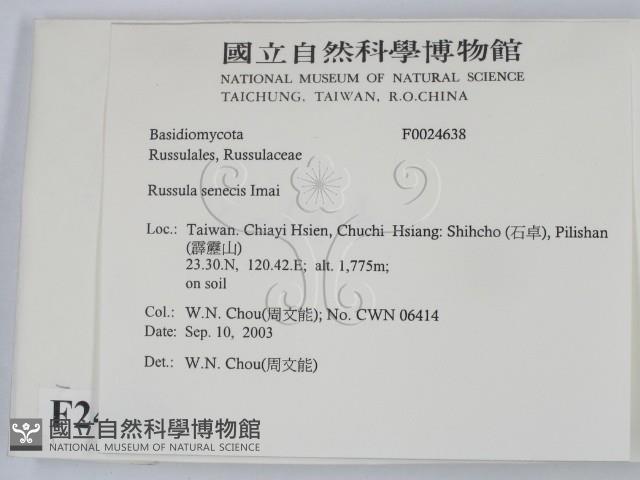 國立自然科學博物館
NATIONAL MUSEUM OF NATURAL SCIENCE
TAICHUNG, TAIWAN, R.O.CHINA
Basidiomycota F0024638
Russulales, Russulaceae
Russula senecis Imai
Loc.: Taiwan. Chiayi Hsien, Chuchi Hsiang: Shihcho (石卓), Pilishan
(霹靂山)
23.30.N, 120.42.E; alt. 1,775m;
on soil
Col.: W.N. Chou(周文能); No. CWN 06414
Date: Sep. 10, 2003
Det.: W.N. Chou(周文能)
F24
國立自然科學博物館
NATIONAL MUSEUM OF NATURAL SCIENCE